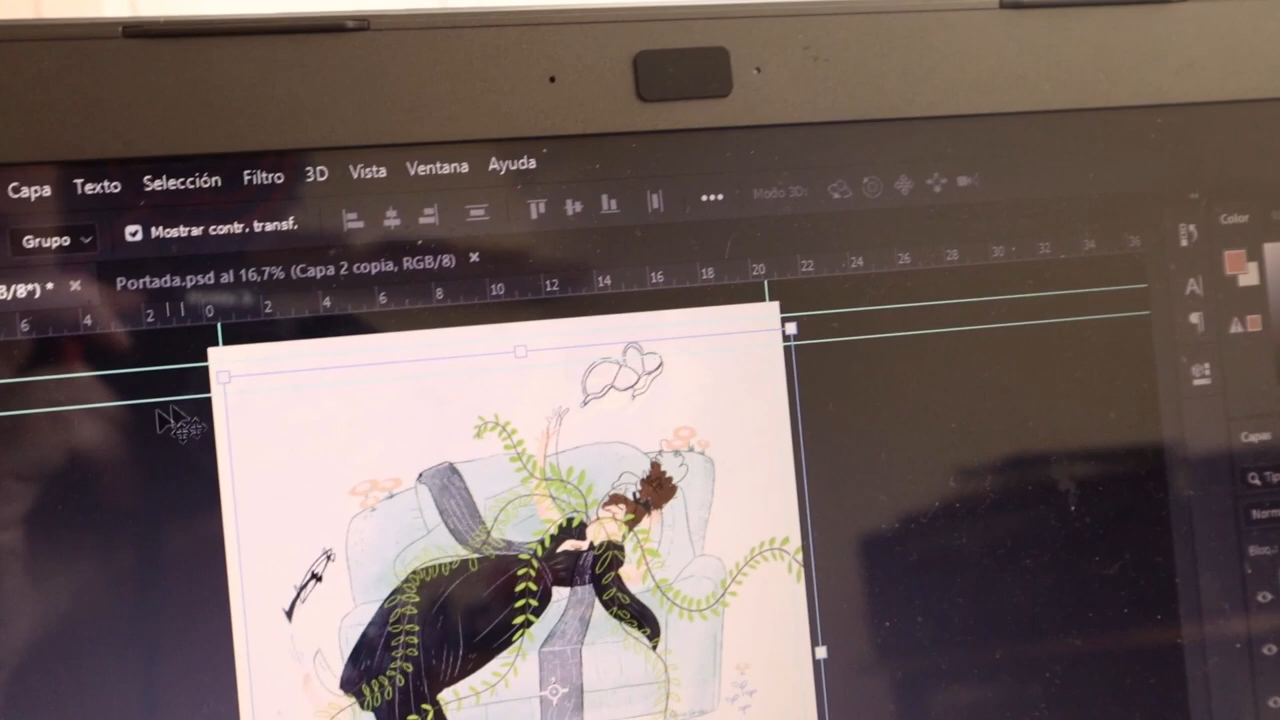 Capa Texto Selección Filtro 3D Vista Ventana Ayuda
Grupo Mostrar contr. transf. ••• Modo 3D:
B/8*) * × Portada.psd al 16,7% (Capa 2 copia, RGB/8) ×
6 4 2 0 2 4 6 8 10 12 14 16 18 20 22 24 26 28 30 32 34 36
Color
Capas